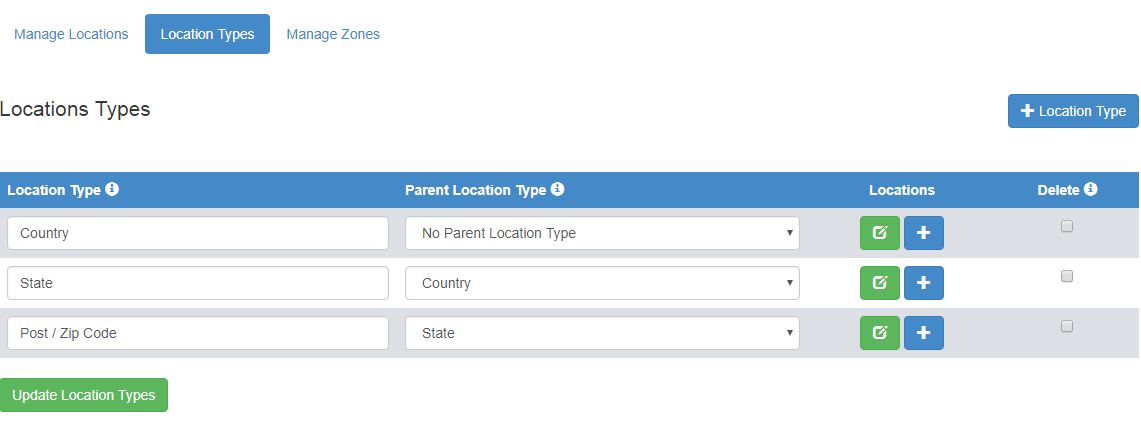 Manage Locations Location Types Manage Zones
Locations Types
Location Type
Location Type Parent Location Type Locations Delete
Country No Parent Location Type
State Country
Post / Zip Code State
Update Location Types